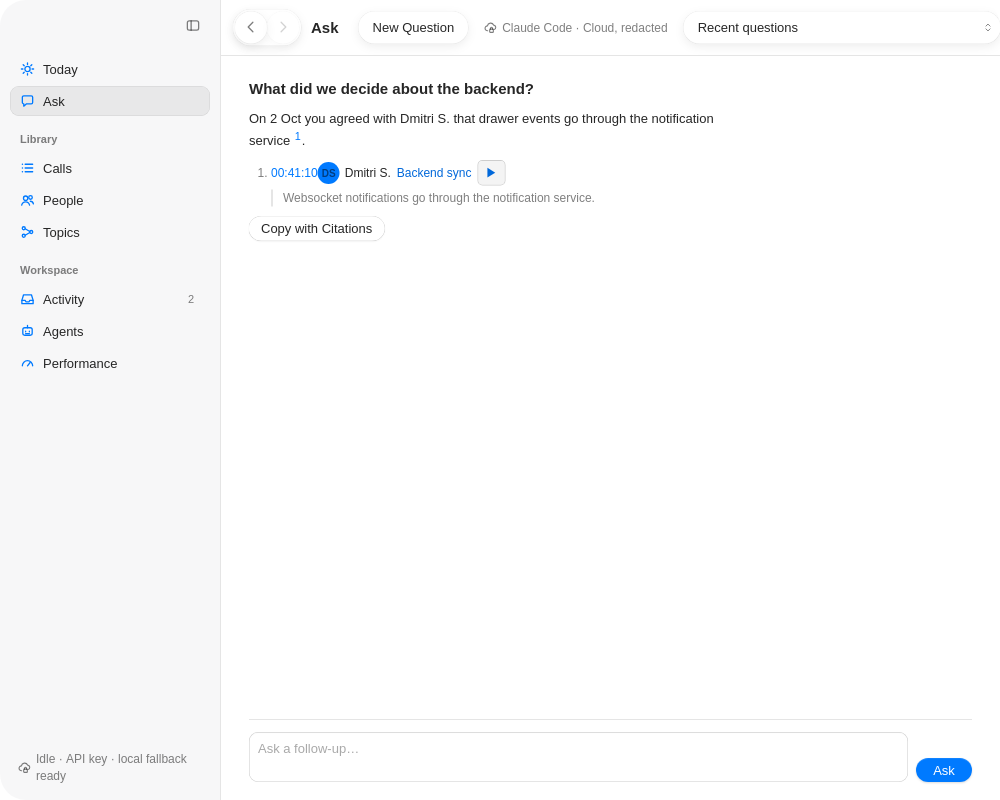 Today
Ask
Library
Calls
People
Topics
Workspace
Activity 2
Agents
Performance
Idle · API key · local fallback
ready
Ask
New Question
Claude Code · Cloud, redacted
Recent questions
What did we decide about the backend?
On 2 Oct you agreed with Dmitri S. that drawer events go through the notification
service 1.
1. 00:41:10 DS Dmitri S. Backend sync
Websocket notifications go through the notification service.
Copy with Citations
Ask a follow-up…
Ask